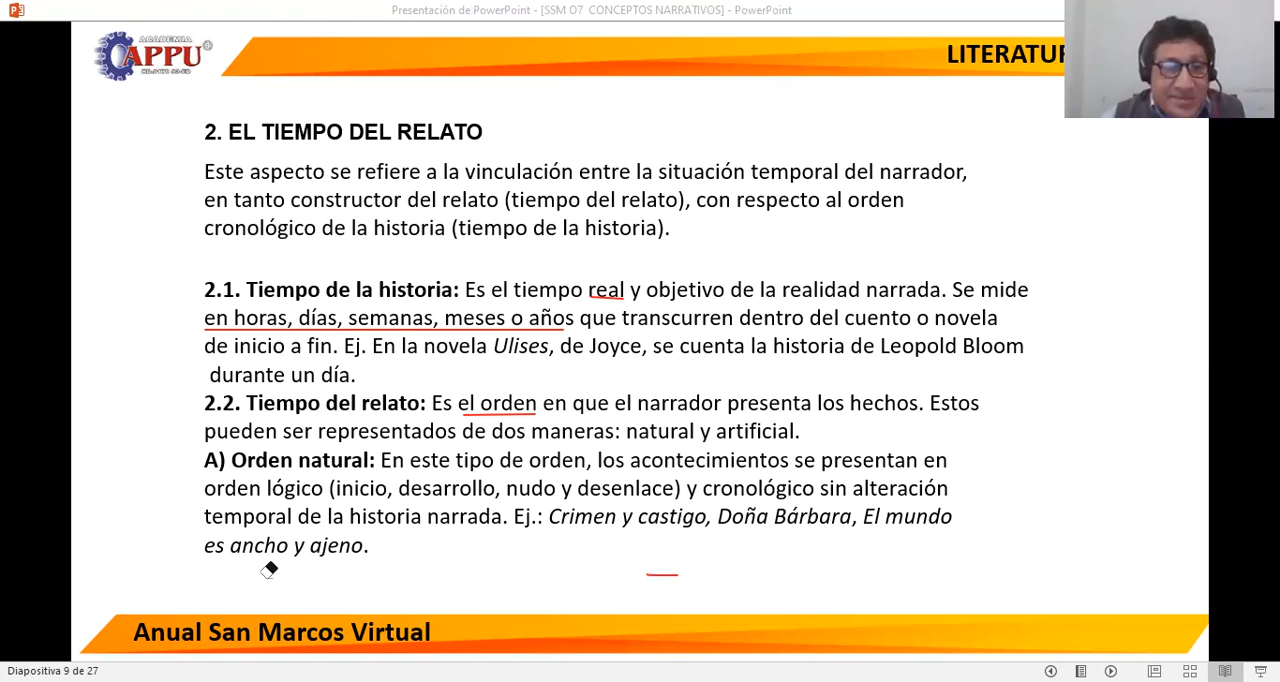 Presentación de PowerPoint - [SSM O7 CONCEPTOS NARRATIVOS] - PowerPoint
ACADEMIA
CAPPU®
LITERATUR
2. EL TIEMPO DEL RELATO
Este aspecto se refiere a la vinculación entre la situación temporal del narrador,
en tanto constructor del relato (tiempo del relato), con respecto al orden
cronológico de la historia (tiempo de la historia).
2.1. Tiempo de la historia: Es el tiempo real y objetivo de la realidad narrada. Se mide
en horas, días, semanas, meses o años que transcurren dentro del cuento o novela
de inicio a fin. Ej. En la novela Ulises, de Joyce, se cuenta la historia de Leopold Bloom
durante un día.
2.2. Tiempo del relato: Es el orden en que el narrador presenta los hechos. Estos
pueden ser representados de dos maneras: natural y artificial.
A) Orden natural: En este tipo de orden, los acontecimientos se presentan en
orden lógico (inicio, desarrollo, nudo y desenlace) y cronológico sin alteración
temporal de la historia narrada. Ej.: Crimen y castigo, Doña Bárbara, El mundo
es ancho y ajeno.
Anual San Marcos Virtual
Diapositiva 9 de 27